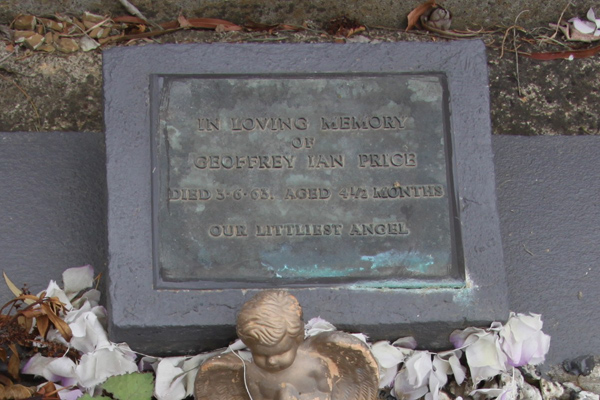 IN LOVING MEMORY
OF
GEOFFREY IAN PRICE
DIED 3·6·63. AGED 4½ MONTHS
OUR LITTLIEST ANGEL